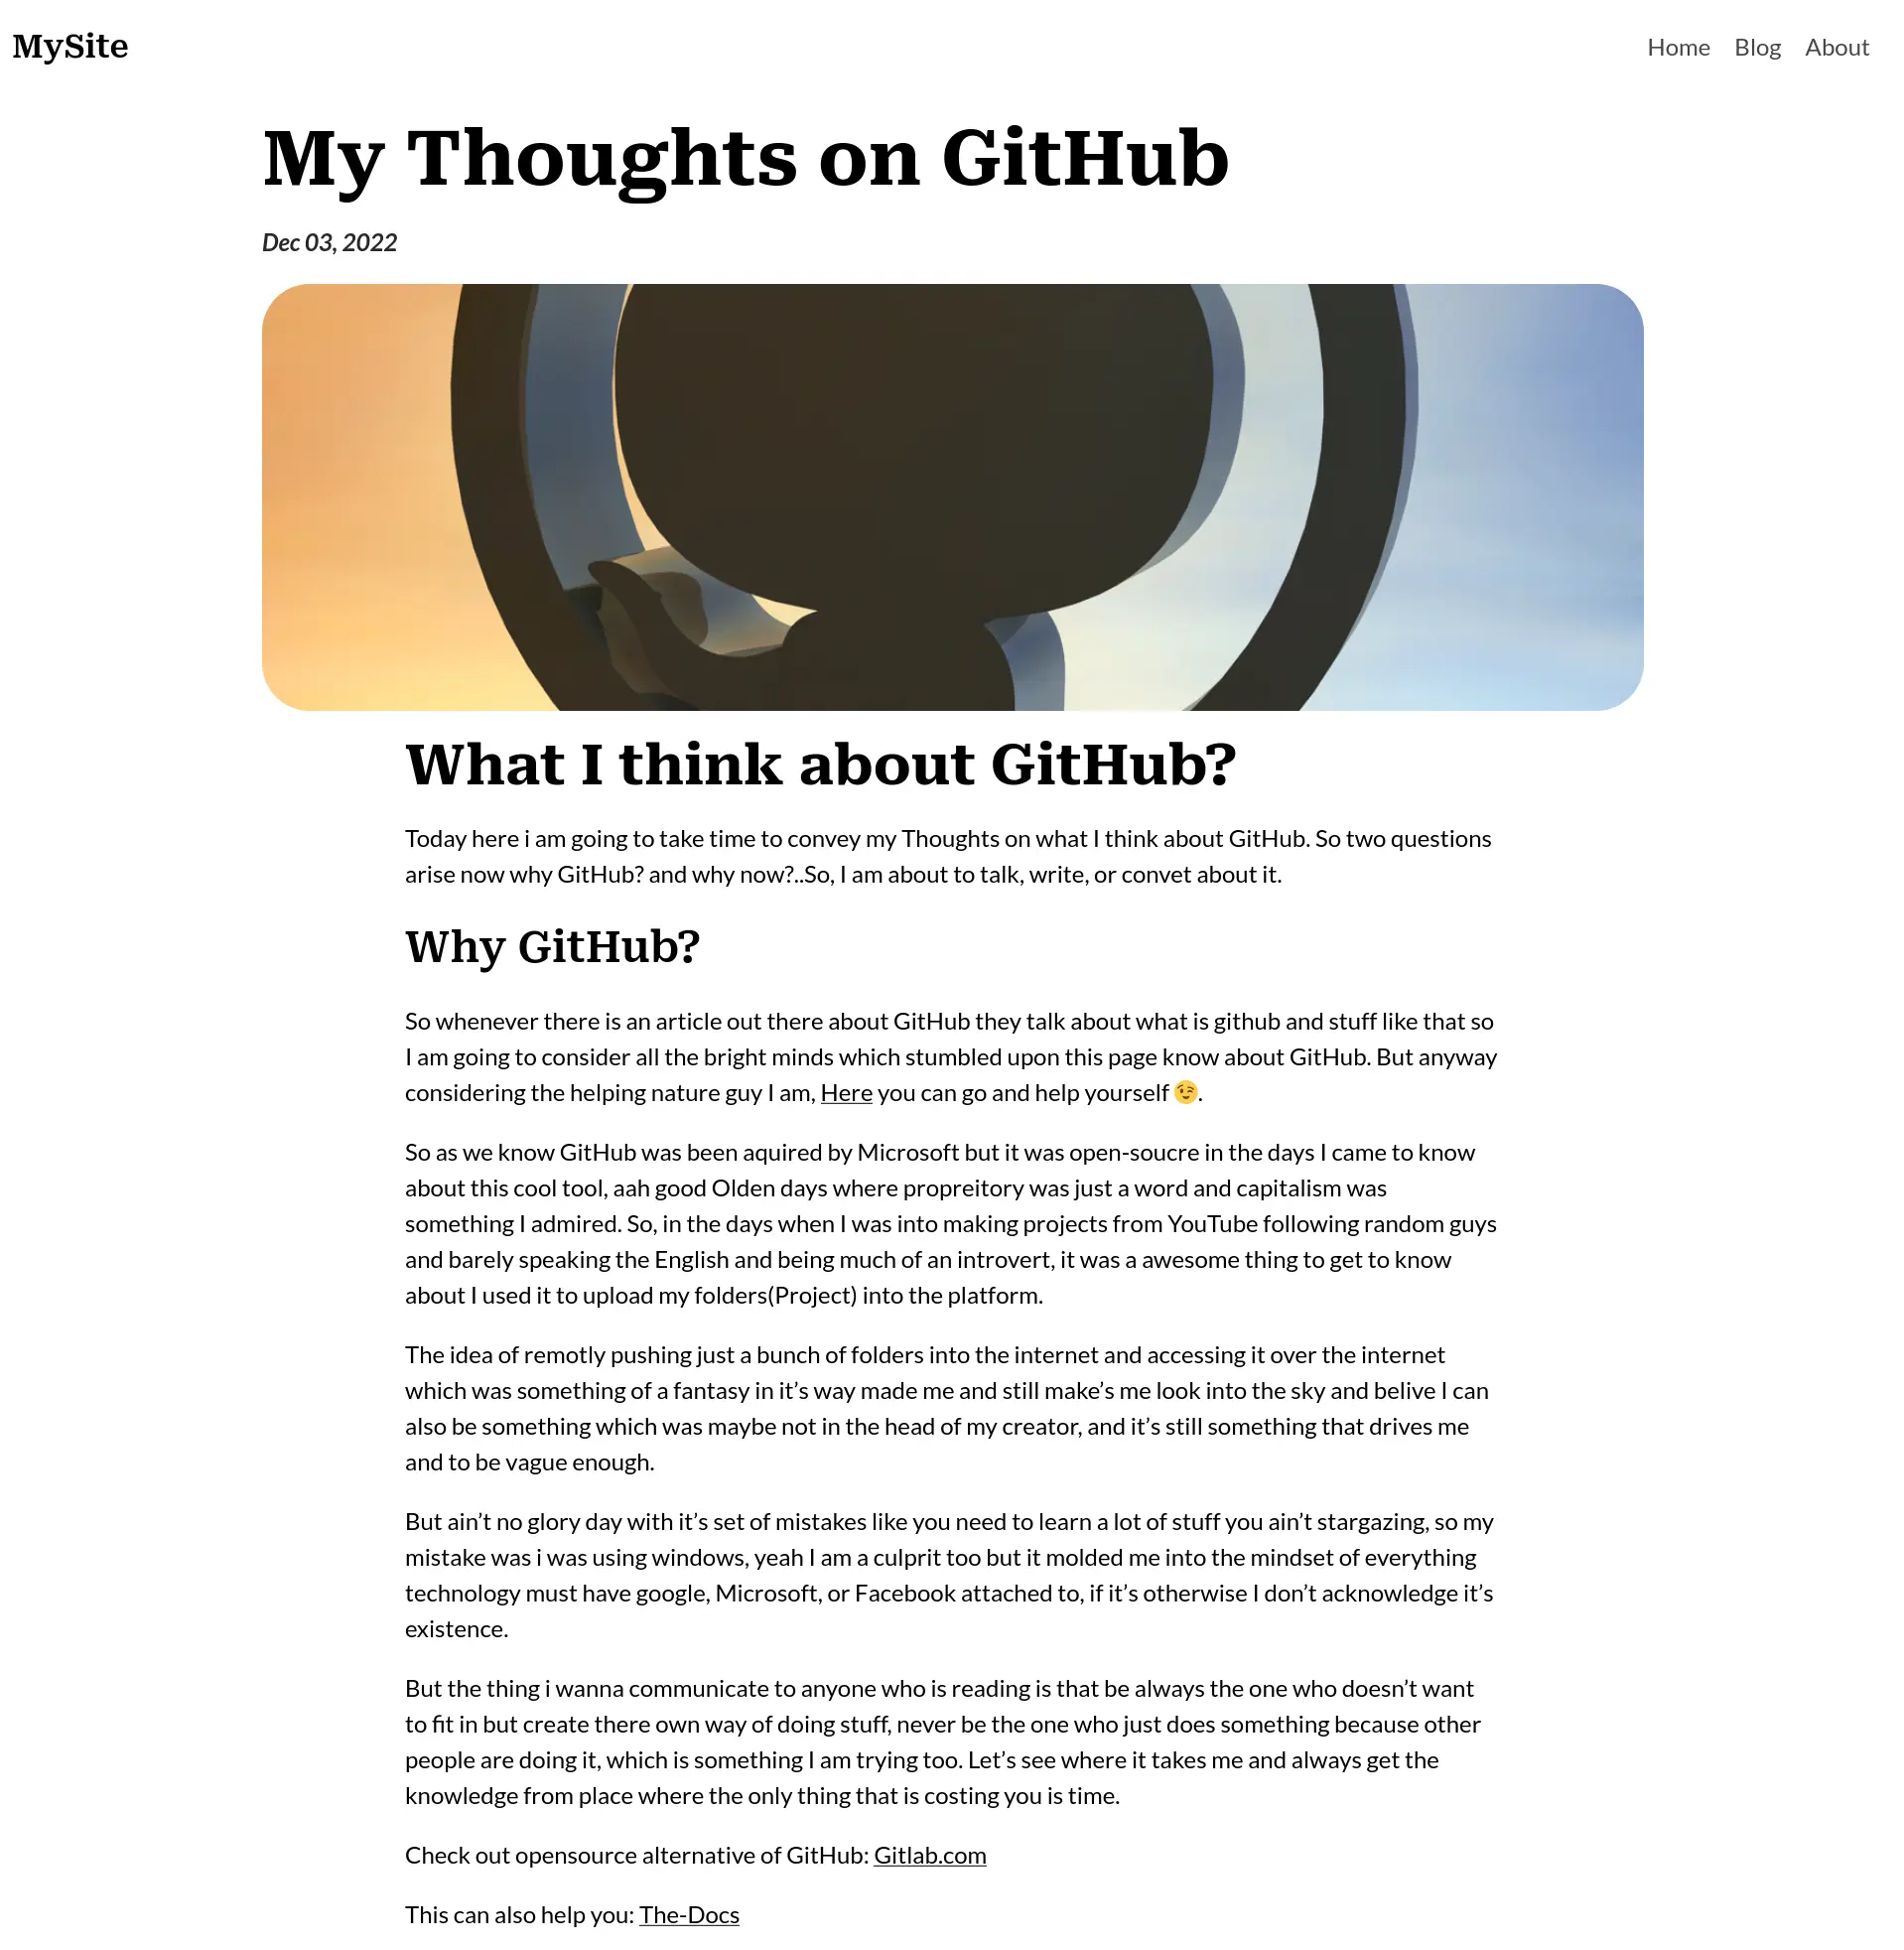 MySite
Home Blog About
My Thoughts on GitHub
Dec 03, 2022
What I think about GitHub?
Today here i am going to take time to convey my Thoughts on what I think about GitHub. So two questions
arise now why GitHub? and why now?..So, I am about to talk, write, or convet about it.
Why GitHub?
So whenever there is an article out there about GitHub they talk about what is github and stuff like that so
I am going to consider all the bright minds which stumbled upon this page know about GitHub. But anyway
considering the helping nature guy I am, Here you can go and help yourself 😉.
So as we know GitHub was been aquired by Microsoft but it was open-soucre in the days I came to know
about this cool tool, aah good Olden days where propreitory was just a word and capitalism was
something I admired. So, in the days when I was into making projects from YouTube following random guys
and barely speaking the English and being much of an introvert, it was a awesome thing to get to know
about I used it to upload my folders(Project) into the platform.
The idea of remotly pushing just a bunch of folders into the internet and accessing it over the internet
which was something of a fantasy in it’s way made me and still make’s me look into the sky and belive I can
also be something which was maybe not in the head of my creator, and it’s still something that drives me
and to be vague enough.
But ain’t no glory day with it’s set of mistakes like you need to learn a lot of stuff you ain’t stargazing, so my
mistake was i was using windows, yeah I am a culprit too but it molded me into the mindset of everything
technology must have google, Microsoft, or Facebook attached to, if it’s otherwise I don’t acknowledge it’s
existence.
But the thing i wanna communicate to anyone who is reading is that be always the one who doesn’t want
to fit in but create there own way of doing stuff, never be the one who just does something because other
people are doing it, which is something I am trying too. Let’s see where it takes me and always get the
knowledge from place where the only thing that is costing you is time.
Check out opensource alternative of GitHub: Gitlab.com
This can also help you: The-Docs